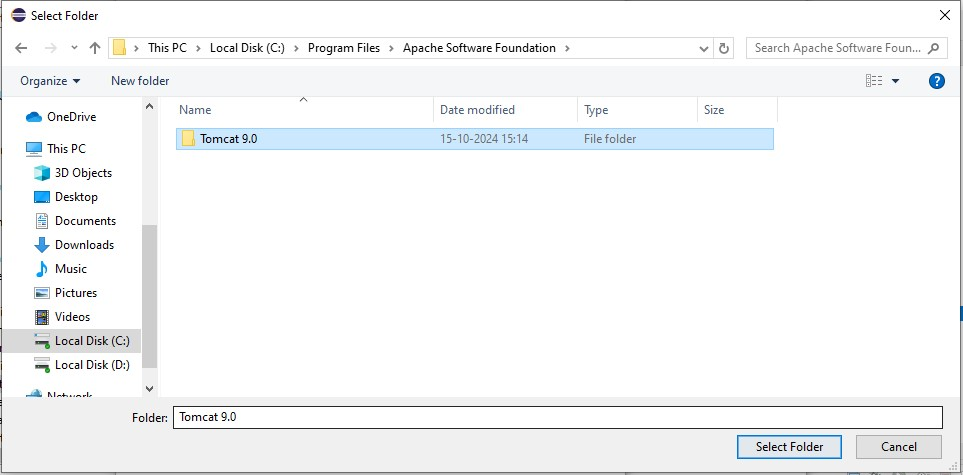 Select Folder
This PC > Local Disk (C:) > Program Files > Apache Software Foundation >
Search Apache Software Foun...
Organize
New folder
?
Name Date modified Type Size
Tomcat 9.0 15-10-2024 15:14 File folder
OneDrive
This PC
3D Objects
Desktop
Documents
Downloads
Music
Pictures
Videos
Local Disk (C:)
Local Disk (D:)
Network
Folder: Tomcat 9.0
Select Folder Cancel